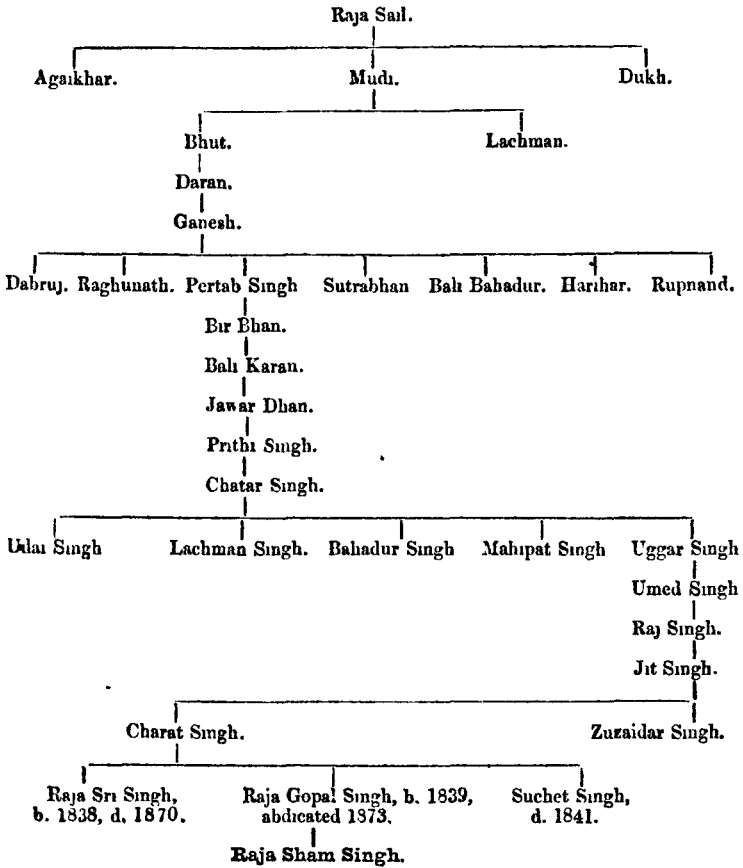 Raja Sail.
Agaikhar. Mudi. Dukh.
Bhut. Lachman.
Daran.
Ganesh.
Dabruj. Raghunath. Pertab Singh Sutrabhan Bali Bahadur. Harihar. Rupnand.
Bir Bhan.
Bali Karan.
Jawar Dhan.
Prithi Singh.
Chatar Singh.
Udai Singh Lachman Singh. Bahadur Singh Mahipat Singh Uggar Singh
Umed Singh
Raj Singh.
Jit Singh.
Charat Singh. Zuraidar Singh.
Raja Sri Singh, Raja Gopal Singh, b. 1839, Suchet Singh,
b. 1838, d. 1870. abdicated 1873. d. 1841.
Raja Sham Singh.